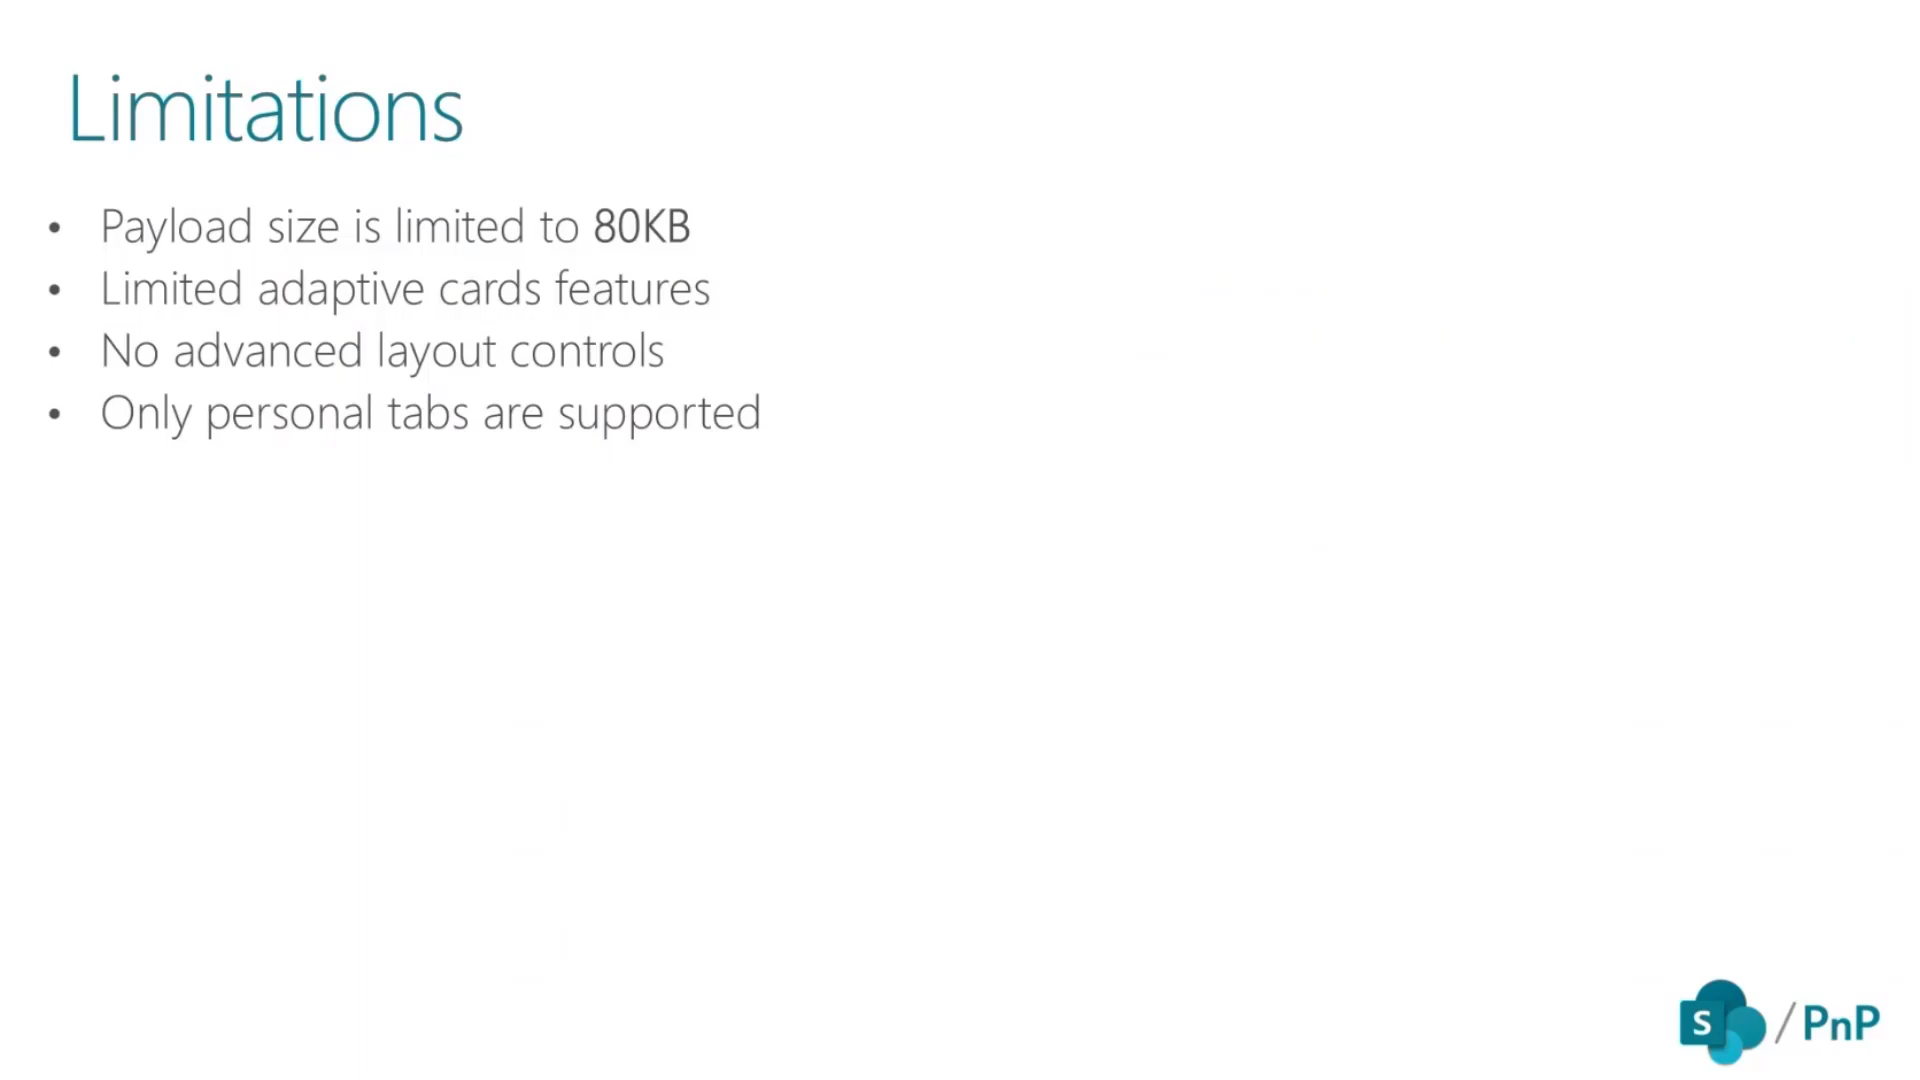 Limitations
• Payload size is limited to 80KB
• Limited adaptive cards features
• No advanced layout controls
• Only personal tabs are supported
S / PnP